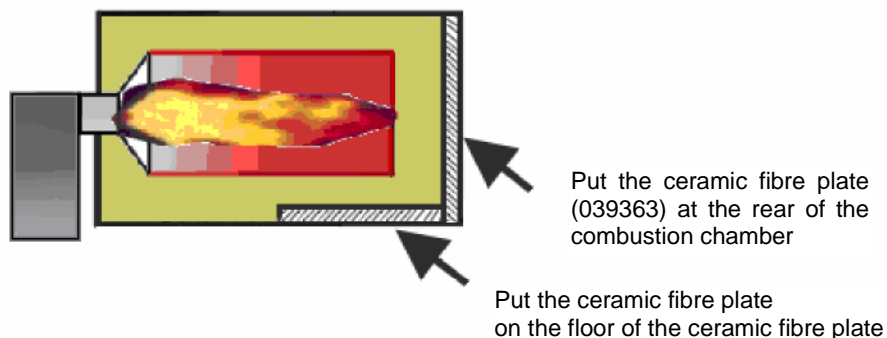 Put the ceramic fibre plate
(039363) at the rear of the
combustion chamber
Put the ceramic fibre plate
on the floor of the ceramic fibre plate